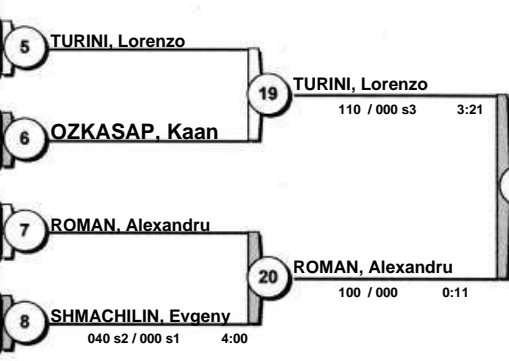 5 TURINI, Lorenzo
19 TURINI, Lorenzo
110 / 000 s3 3:21
6 OZKASAP, Kaan
7 ROMAN, Alexandru
20 ROMAN, Alexandru
100 / 000 0:11
8 SHMACHILIN, Evgeny
040 s2 / 000 s1 4:00